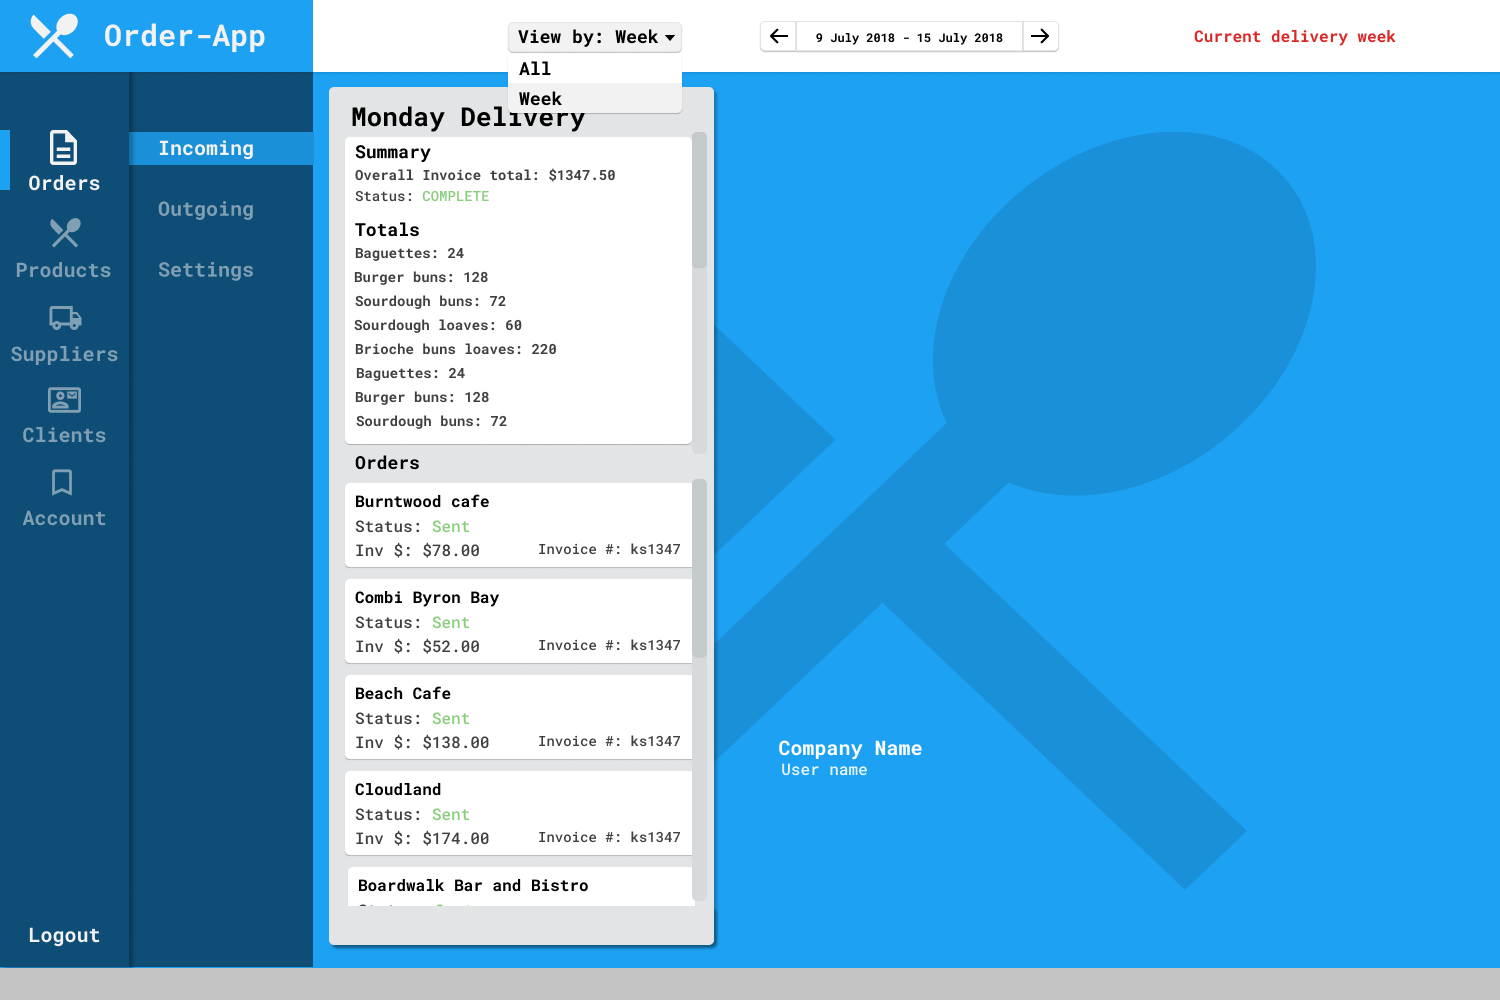 Order-App
View by: Week
All
Week
9 July 2018 - 15 July 2018
Current delivery week
Orders
Products
Suppliers
Clients
Account
Logout
Incoming
Outgoing
Settings
Monday Delivery
Summary
Overall Invoice total: $1347.50
Status: COMPLETE
Totals
Baguettes: 24
Burger buns: 128
Sourdough buns: 72
Sourdough loaves: 60
Brioche buns loaves: 220
Baguettes: 24
Burger buns: 128
Sourdough buns: 72
Orders
Burntwood cafe
Status: Sent
Inv $: $78.00 Invoice #: ks1347
Combi Byron Bay
Status: Sent
Inv $: $52.00 Invoice #: ks1347
Beach Cafe
Status: Sent
Inv $: $138.00 Invoice #: ks1347
Cloudland
Status: Sent
Inv $: $174.00 Invoice #: ks1347
Boardwalk Bar and Bistro
Company Name
User name